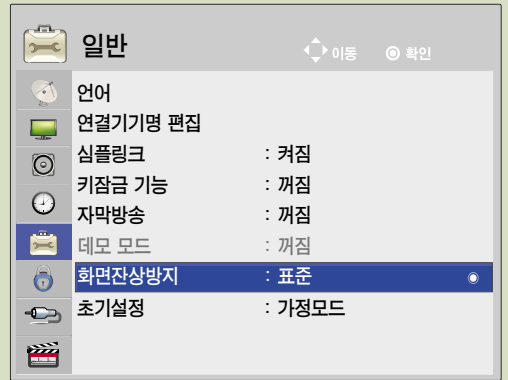 일반 이동 확인
언어
연결기기명 편집
심플링크 : 켜짐
키잠금 기능 : 꺼짐
자막방송 : 꺼짐
데모 모드 : 꺼짐
화면잔상방지 : 표준
초기설정 : 가정모드